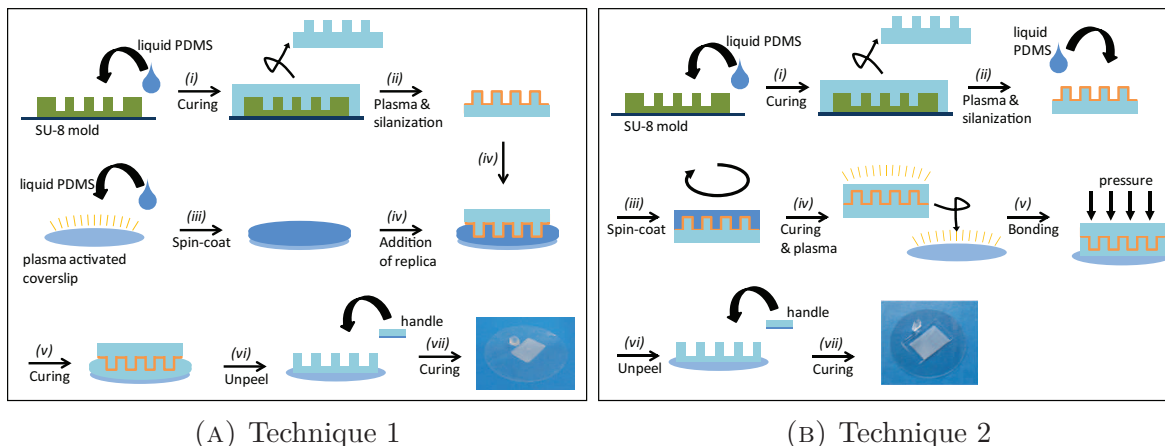 liquid PDMS
(i)
Curing
(ii)
Plasma &
silanization
SU-8 mold
(iv)
liquid PDMS
(iii)
Spin-coat
(iv)
Addition
of replica
plasma activated
coverslip
(v)
Curing
(vi)
Unpeel
handle
(vii)
Curing
(A) Technique 1
liquid PDMS
(i)
Curing
(ii)
Plasma &
silanization
liquid
PDMS
SU-8 mold
(iii)
Spin-coat
(iv)
Curing
& plasma
(v)
Bonding
pressure
(vi)
Unpeel
handle
(vii)
Curing
(B) Technique 2